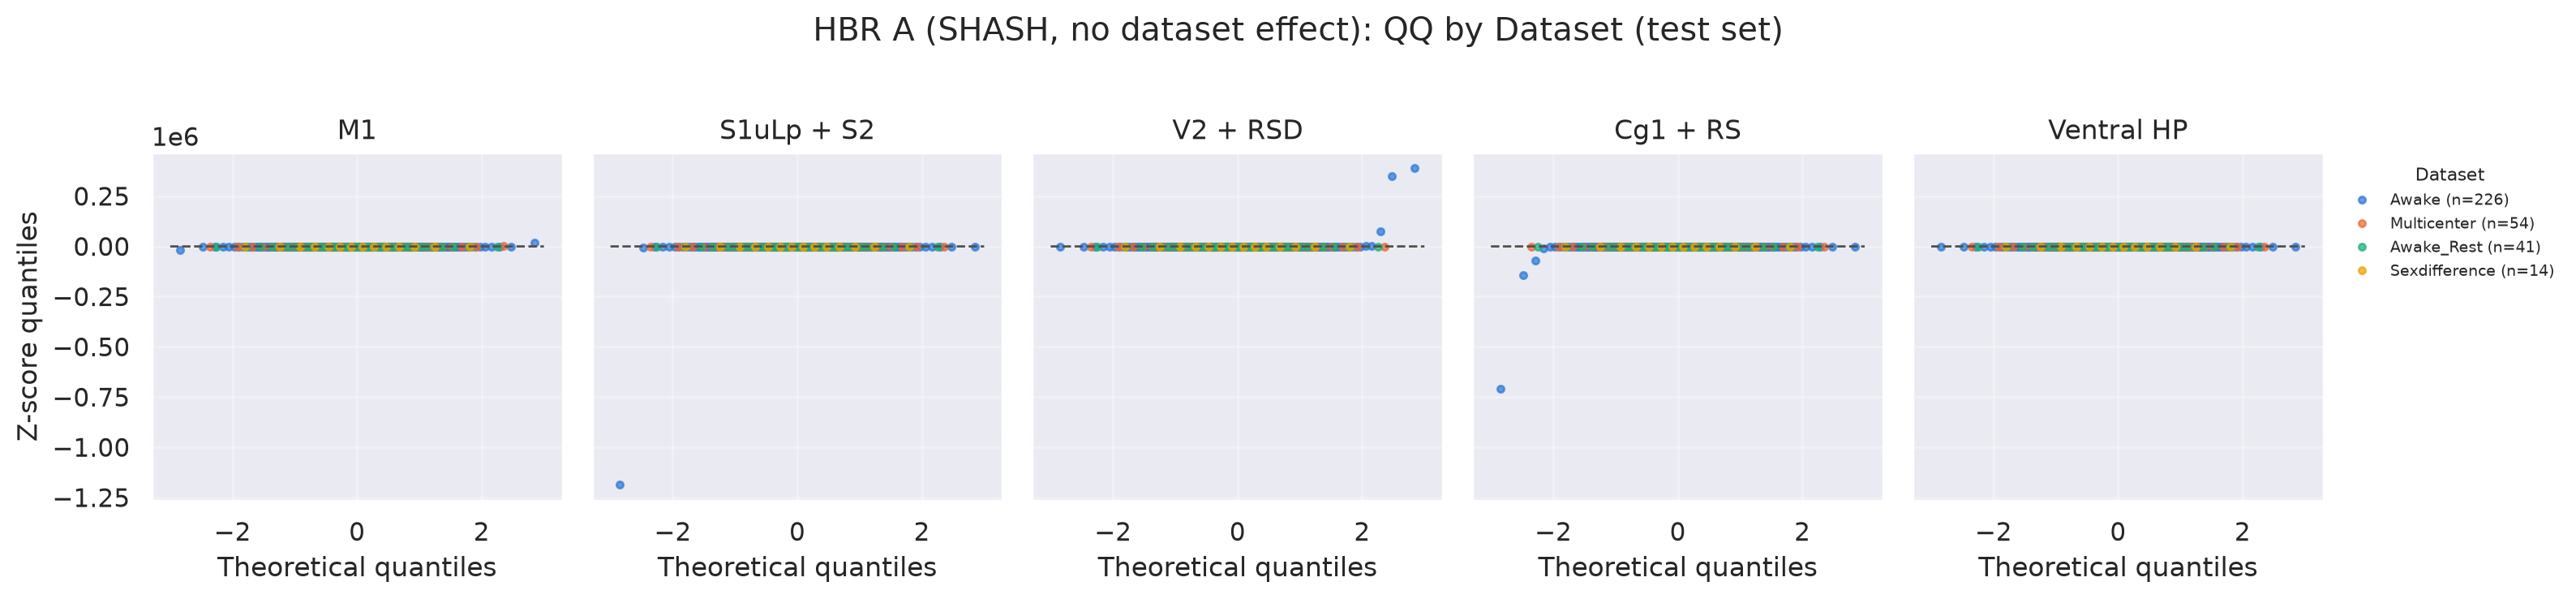 HBR A (SHASH, no dataset effect): QQ by Dataset (test set)
M1
S1uLp + S2
V2 + RSD
Cg1 + RS
Ventral HP
1e6
Z-score quantiles
0.25
0.00
−0.25
−0.50
−0.75
−1.00
−1.25
−2 0 2
−2 0 2
−2 0 2
−2 0 2
−2 0 2
Theoretical quantiles
Theoretical quantiles
Theoretical quantiles
Theoretical quantiles
Theoretical quantiles
Dataset
Awake (n=226)
Multicenter (n=54)
Awake_Rest (n=41)
Sexdifference (n=14)